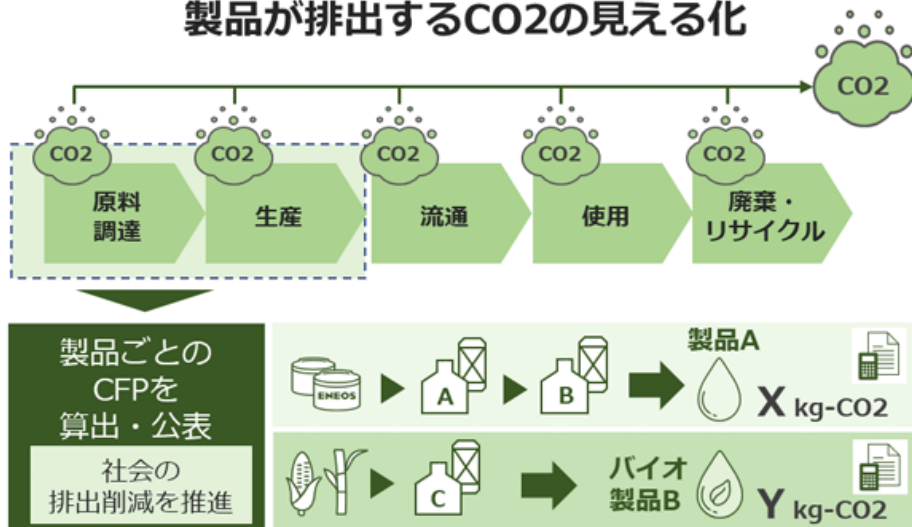 製品が排出するCO2の見える化
CO2
CO2
CO2
CO2
CO2
CO2
原料
調達
生産
流通
使用
廃棄・
リサイクル
製品ごとの
CFPを
算出・公表
社会の
排出削減を推進
ENEOS
A
B
製品A
X kg-CO2
C
バイオ
製品B
Y kg-CO2